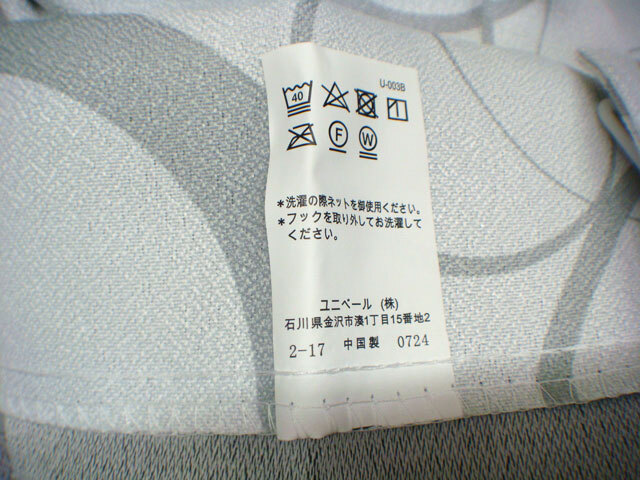 U-003B
40
F W
*洗濯の際ネットを御使用ください。
*フックを取り外してお洗濯して
ください。
ユニベール (株)
石川県金沢市湊1丁目15番地2
2-17 中国製 0724